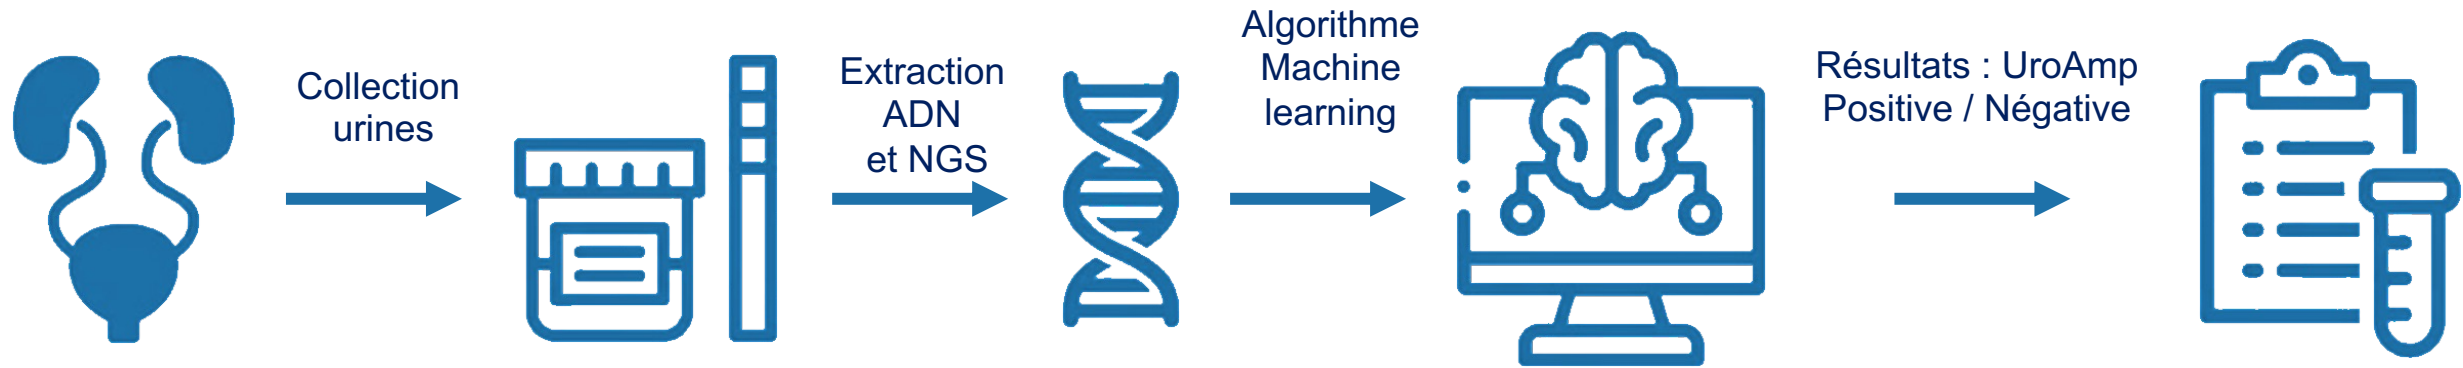 Collection
urines
Extraction
ADN
et NGS
Algorithme
Machine
learning
Résultats : UroAmp
Positive / Négative